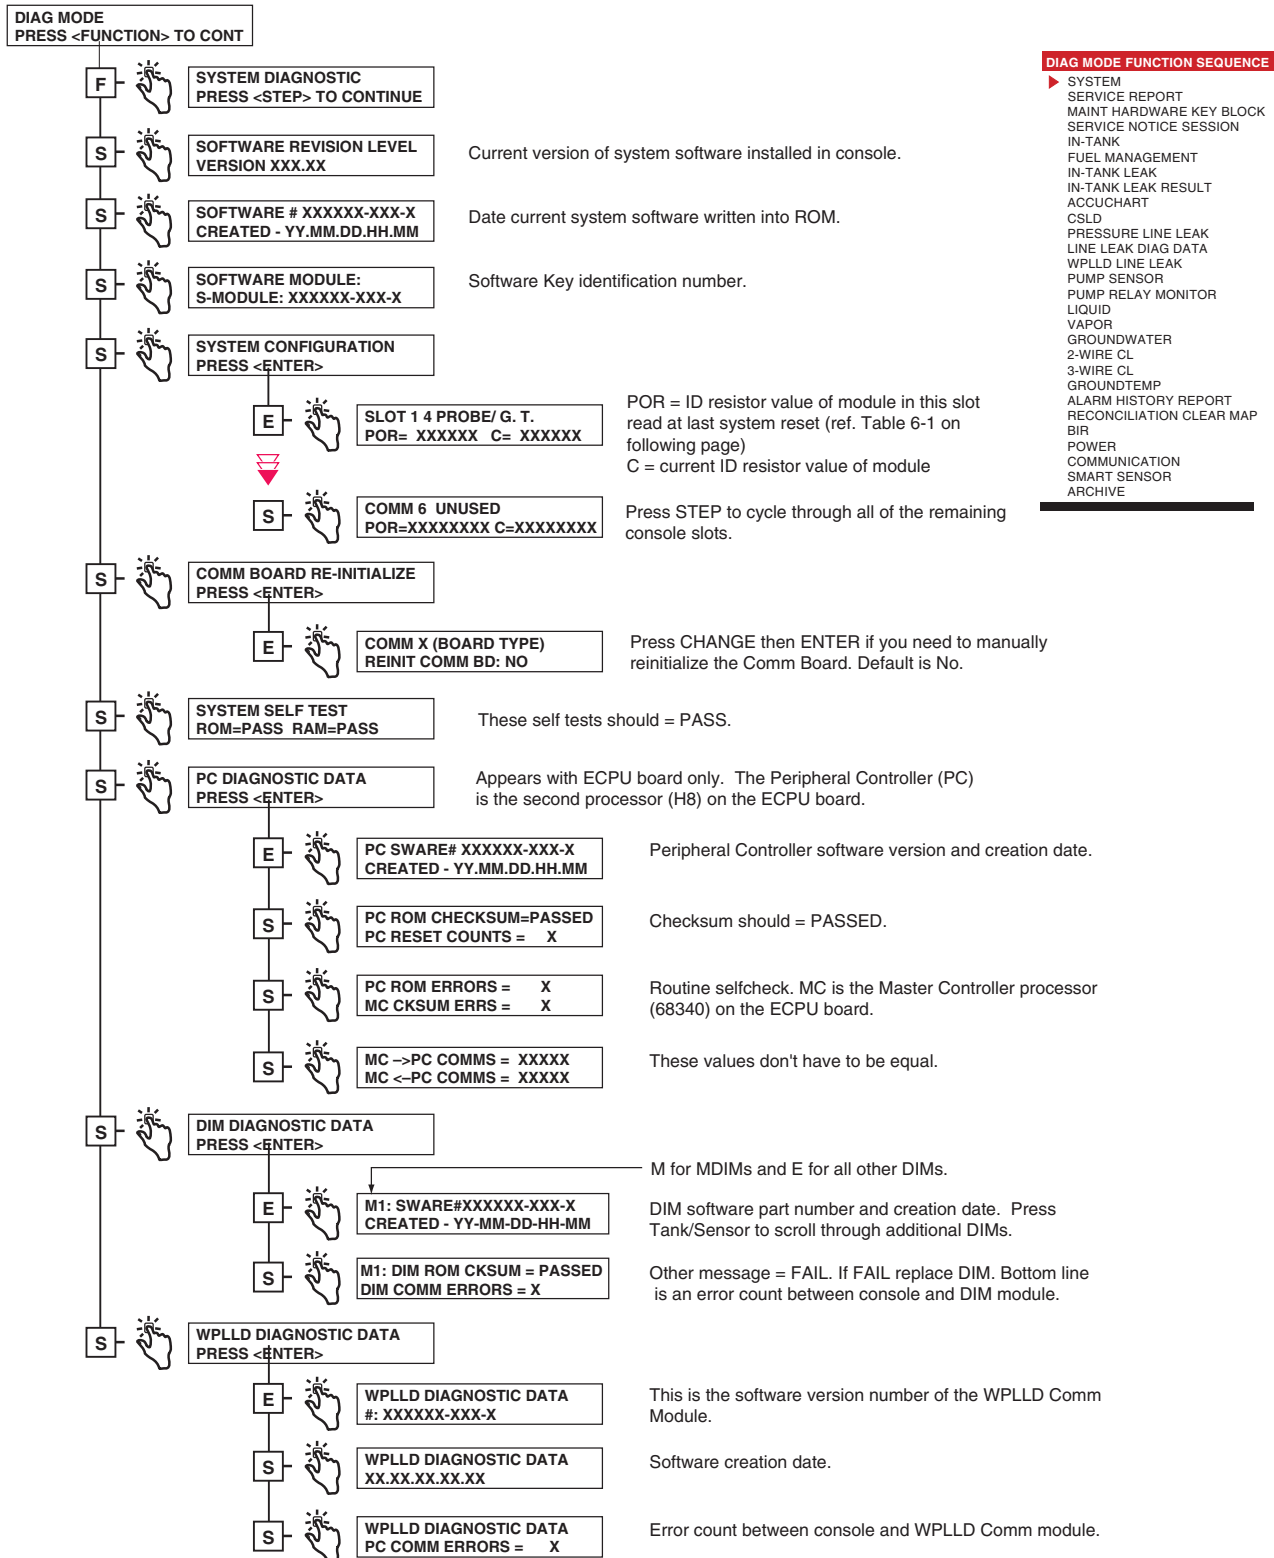 DIAG MODE
PRESS <FUNCTION> TO CONT
F
SYSTEM DIAGNOSTIC
PRESS <STEP> TO CONTINUE
S
SOFTWARE REVISION LEVEL
VERSION XXX.XX
Current version of system software installed in console.
S
SOFTWARE # XXXXXX-XXX-X
CREATED - YY.MM.DD.HH.MM
Date current system software written into ROM.
S
SOFTWARE MODULE:
S-MODULE: XXXXXX-XXX-X
Software Key identification number.
S
SYSTEM CONFIGURATION
PRESS <ENTER>
E
SLOT 1 4 PROBE/ G. T.
POR= XXXXXX C= XXXXXX
POR = ID resistor value of module in this slot
read at last system reset (ref. Table 6-1 on
following page)
C = current ID resistor value of module
S
COMM 6 UNUSED
POR=XXXXXXXX C=XXXXXXXX
Press STEP to cycle through all of the remaining
console slots.
S
COMM BOARD RE-INITIALIZE
PRESS <ENTER>
E
COMM X (BOARD TYPE)
REINIT COMM BD: NO
Press CHANGE then ENTER if you need to manually
reinitialize the Comm Board. Default is No.
S
SYSTEM SELF TEST
ROM=PASS RAM=PASS
These self tests should = PASS.
S
PC DIAGNOSTIC DATA
PRESS <ENTER>
Appears with ECPU board only. The Peripheral Controller (PC)
is the second processor (H8) on the ECPU board.
E
PC SWARE# XXXXXX-XXX-X
CREATED - YY.MM.DD.HH.MM
Peripheral Controller software version and creation date.
S
PC ROM CHECKSUM=PASSED
PC RESET COUNTS = X
Checksum should = PASSED.
S
PC ROM ERRORS = X
MC CKSUM ERRS = X
Routine selfcheck. MC is the Master Controller processor
(68340) on the ECPU board.
S
MC –>PC COMMS = XXXXX
MC <–PC COMMS = XXXXX
These values don't have to be equal.
S
DIM DIAGNOSTIC DATA
PRESS <ENTER>
M for MDIMs and E for all other DIMs.
E
M1: SWARE#XXXXXX-XXX-X
CREATED - YY-MM-DD-HH-MM
DIM software part number and creation date. Press
Tank/Sensor to scroll through additional DIMs.
S
M1: DIM ROM CKSUM = PASSED
DIM COMM ERRORS = X
Other message = FAIL. If FAIL replace DIM. Bottom line
is an error count between console and DIM module.
S
WPLLD DIAGNOSTIC DATA
PRESS <ENTER>
E
WPLLD DIAGNOSTIC DATA
#: XXXXXX-XXX-X
This is the software version number of the WPLLD Comm
Module.
S
WPLLD DIAGNOSTIC DATA
XX.XX.XX.XX.XX
Software creation date.
S
WPLLD DIAGNOSTIC DATA
PC COMM ERRORS = X
Error count between console and WPLLD Comm module.
DIAG MODE FUNCTION SEQUENCE
SYSTEM
SERVICE REPORT
MAINT HARDWARE KEY BLOCK
SERVICE NOTICE SESSION
IN-TANK
FUEL MANAGEMENT
IN-TANK LEAK
IN-TANK LEAK RESULT
ACCUCHART
CSLD
PRESSURE LINE LEAK
LINE LEAK DIAG DATA
WPLLD LINE LEAK
PUMP SENSOR
PUMP RELAY MONITOR
LIQUID
VAPOR
GROUNDWATER
2-WIRE CL
3-WIRE CL
GROUNDTEMP
ALARM HISTORY REPORT
RECONCILIATION CLEAR MAP
BIR
POWER
COMMUNICATION
SMART SENSOR
ARCHIVE